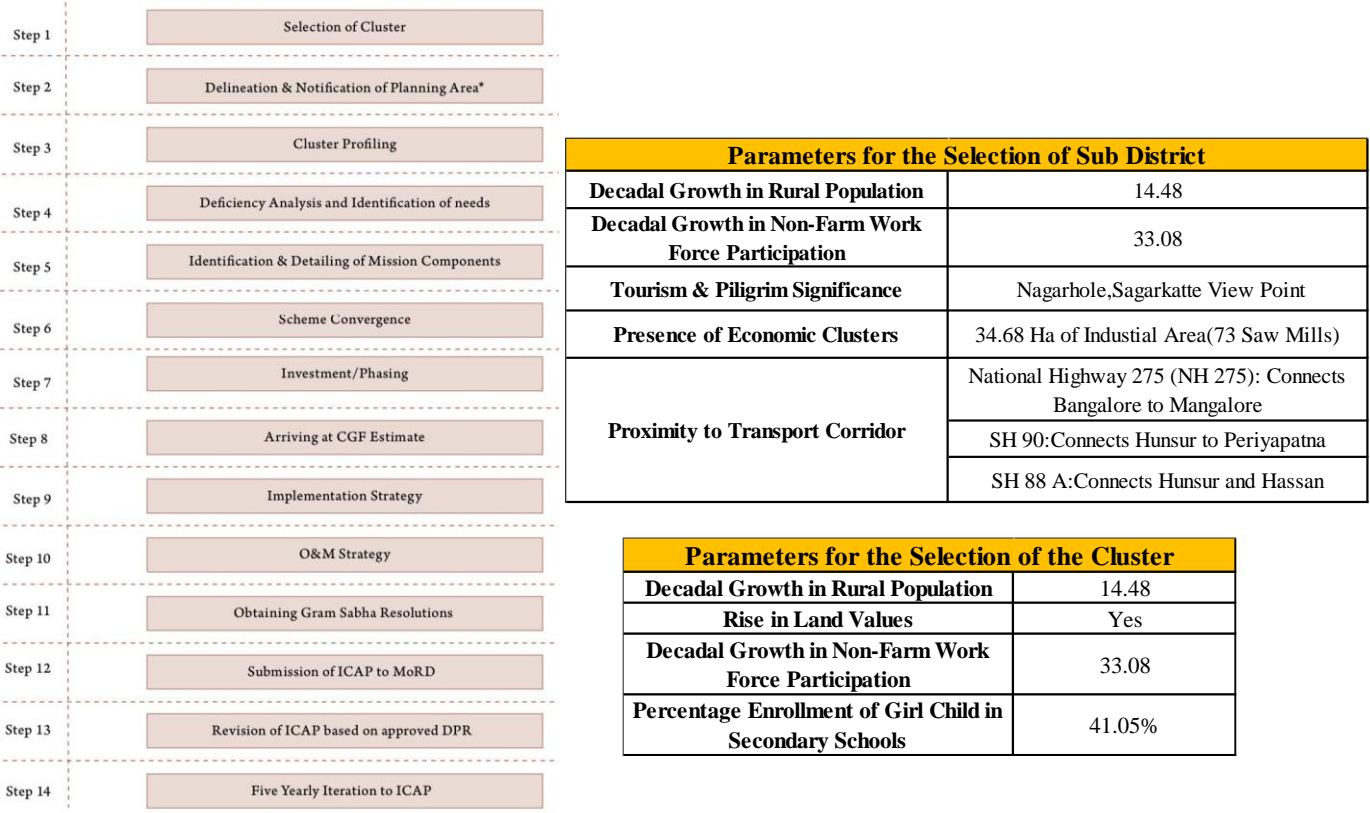 Step 1
Selection of Cluster
Step 2
Delineation & Notification of Planning Area*
Step 3
Cluster Profiling
Step 4
Deficiency Analysis and Identification of needs
Step 5
Identification & Detailing of Mission Components
Step 6
Scheme Convergence
Step 7
Investment/Phasing
Step 8
Arriving at CGF Estimate
Step 9
Implementation Strategy
Step 10
O&M Strategy
Step 11
Obtaining Gram Sabha Resolutions
Step 12
Submission of ICAP to MoRD
Step 13
Revision of ICAP based on approved DPR
Step 14
Five Yearly Iteration to ICAP
Parameters for the Selection of Sub District
Decadal Growth in Rural Population
14.48
Decadal Growth in Non-Farm Work
Force Participation
33.08
Tourism & Piligrim Significance
Nagarhole,Sagarkatte View Point
Presence of Economic Clusters
34.68 Ha of Industial Area(73 Saw Mills)
Proximity to Transport Corridor
National Highway 275 (NH 275): Connects
Bangalore to Mangalore
SH 90:Connects Hunsur to Periyapatna
SH 88 A:Connects Hunsur and Hassan
Parameters for the Selection of the Cluster
Decadal Growth in Rural Population
14.48
Rise in Land Values
Yes
Decadal Growth in Non-Farm Work
Force Participation
33.08
Percentage Enrollment of Girl Child in
Secondary Schools
41.05%